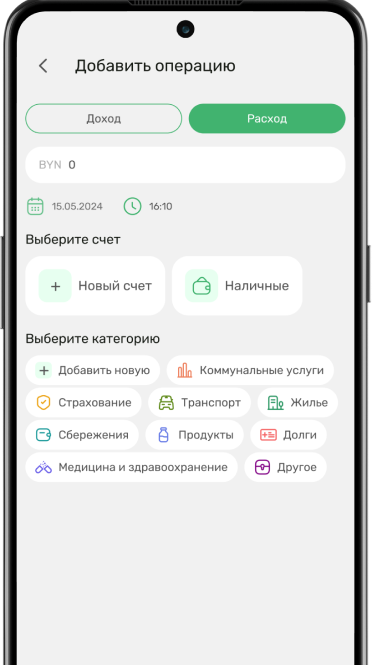 Добавить операцию
Доход Расход
BYN 0
15.05.2024 16:10
Выберите счет
+ Новый счет Наличные
Выберите категорию
+ Добавить новую Коммунальные услуги
Страхование Транспорт Жилье
Сбережения Продукты Долги
Медицина и здравоохранение Другое